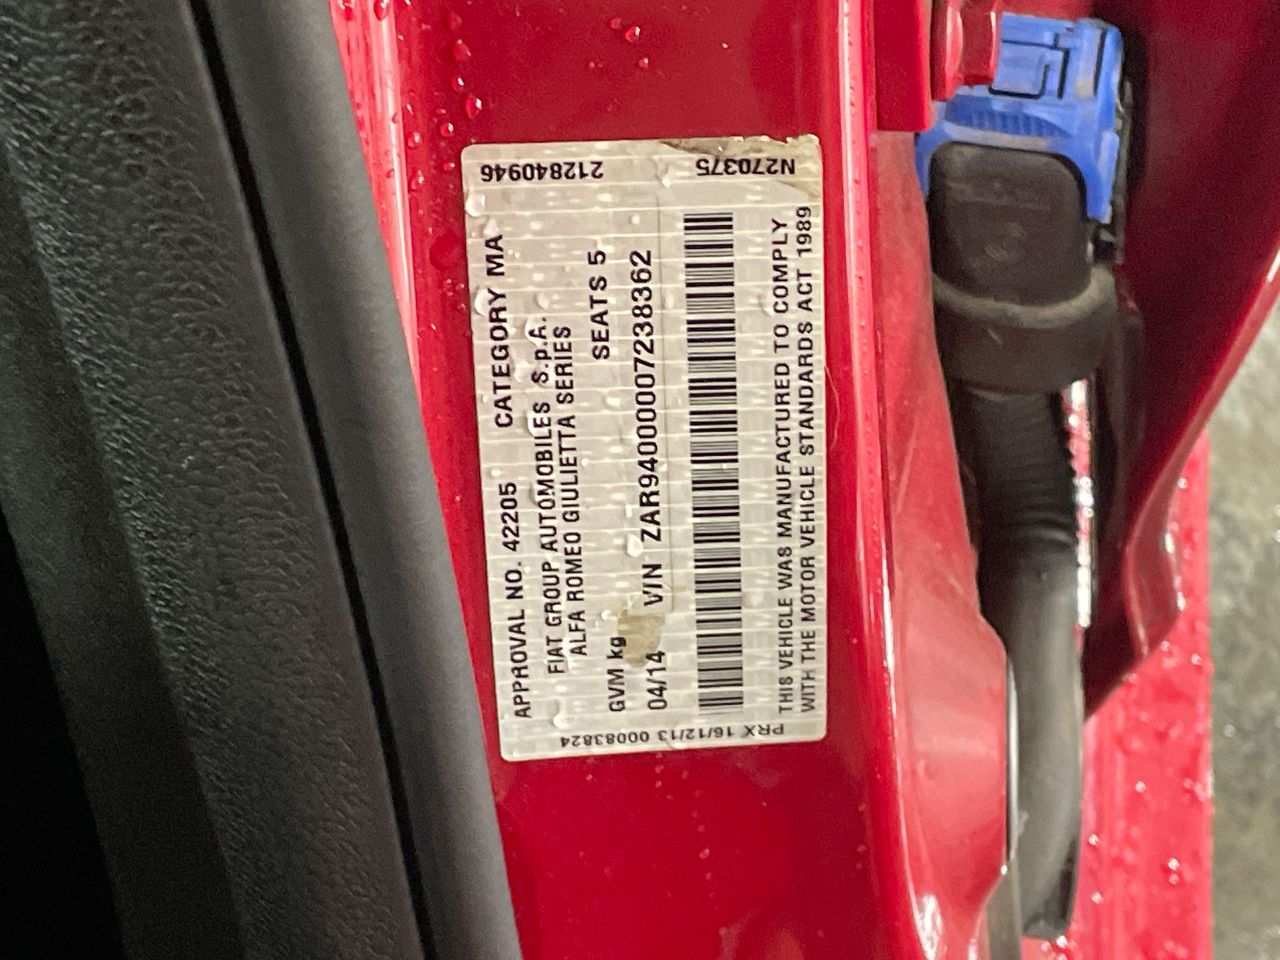 APPROVAL NO. 42205 CATEGORY MA
FIAT GROUP AUTOMOBILES S.p.A.
ALFA ROMEO GIULIETTA SERIES
GVM kg SEATS 5
04/14 VIN ZAR94000007238362
THIS VEHICLE WAS MANUFACTURED TO COMPLY
WITH THE MOTOR VEHICLE STANDARDS ACT 1989
212840946
N270375
PRX 16/12/13 00083824